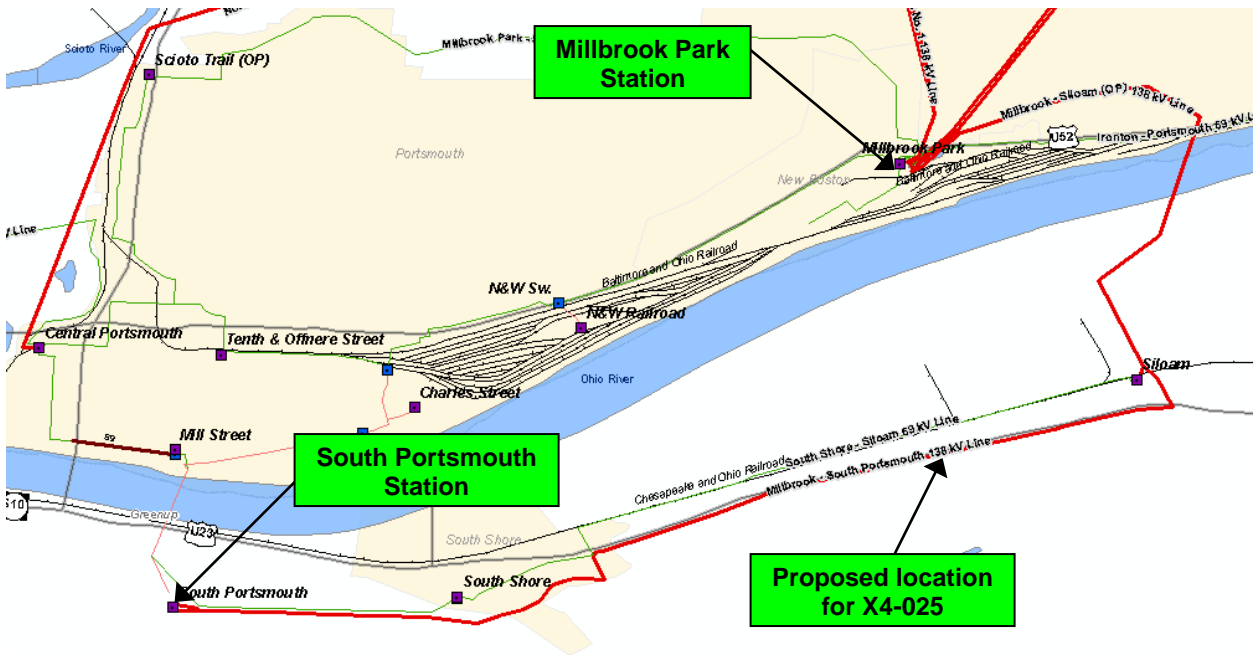 No.
Scioto River
Scioto Trail (OP)
Millbrook Park -
Millbrook Park
Station
No. 1 138 kV Line
Millbrook - Siloam (OP) 138 kV Line
U52
Ironton - Portsmouth 69 kV L
Portsmouth
Millbrook Park
New Boston
Baltimore and Ohio Railroad
V Line
Baltimore and Ohio Railroad
N&W Sw.
N&W Railroad
Central Portsmouth
Tenth & Offnere Street
Ohio River
Siloam
Charles Street
69
Mill Street
South Portsmouth
Station
South Shore - Siloam 69 kV Line
Chesapeake and Ohio Railroad
Millbrook - South Portsmouth 138 kV Line
S10
Greenup
U23
South Shore
South Portsmouth
South Shore
Proposed location
for X4-025